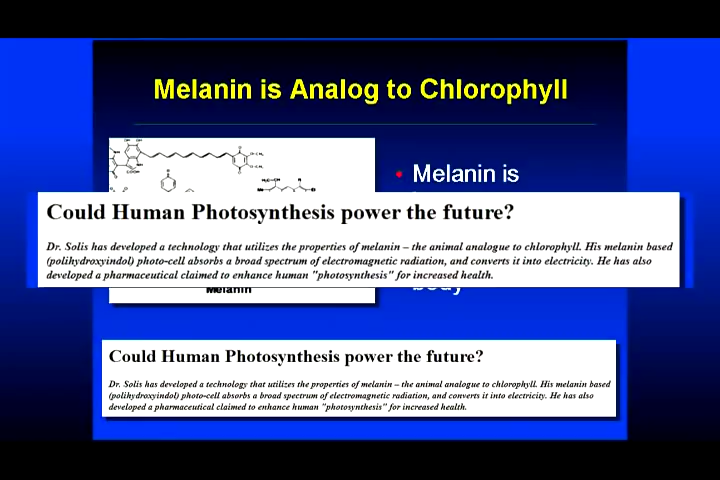 Melanin is Analog to Chlorophyll
• Melanin is
Could Human Photosynthesis power the future?
Dr. Solis has developed a technology that utilizes the properties of melanin – the animal analogue to chlorophyll. His melanin based
(polihydroxyindol) photo-cell absorbs a broad spectrum of electromagnetic radiation, and converts it into electricity. He has also
developed a pharmaceutical claimed to enhance human "photosynthesis" for increased health.
Melanin
body
Could Human Photosynthesis power the future?
Dr. Solis has developed a technology that utilizes the properties of melanin – the animal analogue to chlorophyll. His melanin based
(polihydroxyindol) photo-cell absorbs a broad spectrum of electromagnetic radiation, and converts it into electricity. He has also
developed a pharmaceutical claimed to enhance human "photosynthesis" for increased health.